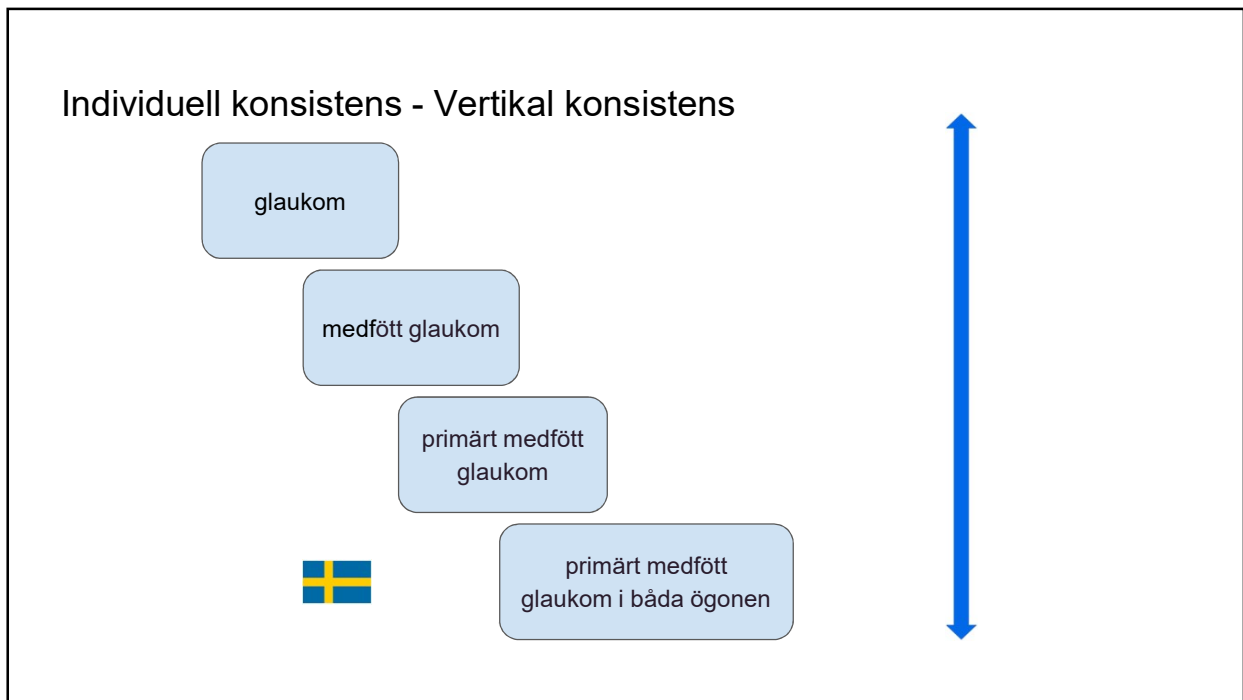 Individuell konsistens - Vertikal konsistens
glaukom
medfött glaukom
primärt medfött
glaukom
primärt medfött
glaukom i båda ögonen